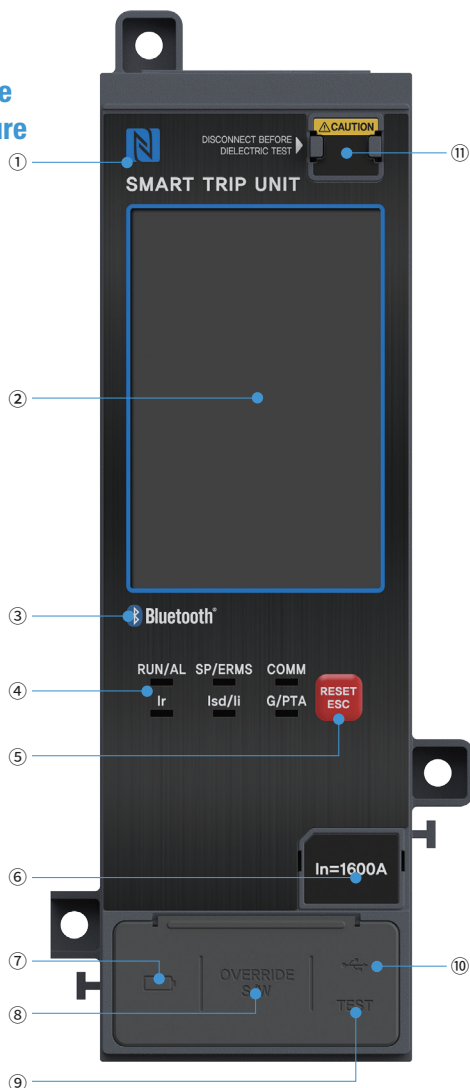 e
ure
①
DISCONNECT BEFORE
DIELECTRIC TEST
⚠CAUTION
⑪
SMART TRIP UNIT
②
③
Bluetooth®
RUN/AL SP/ERMS COMM
④
Ir Isd/Ii G/PTA
RESET
ESC
⑤
In=1600A
⑥
⑦
OVERRIDE
S/W
⑩
TEST
⑧
⑨